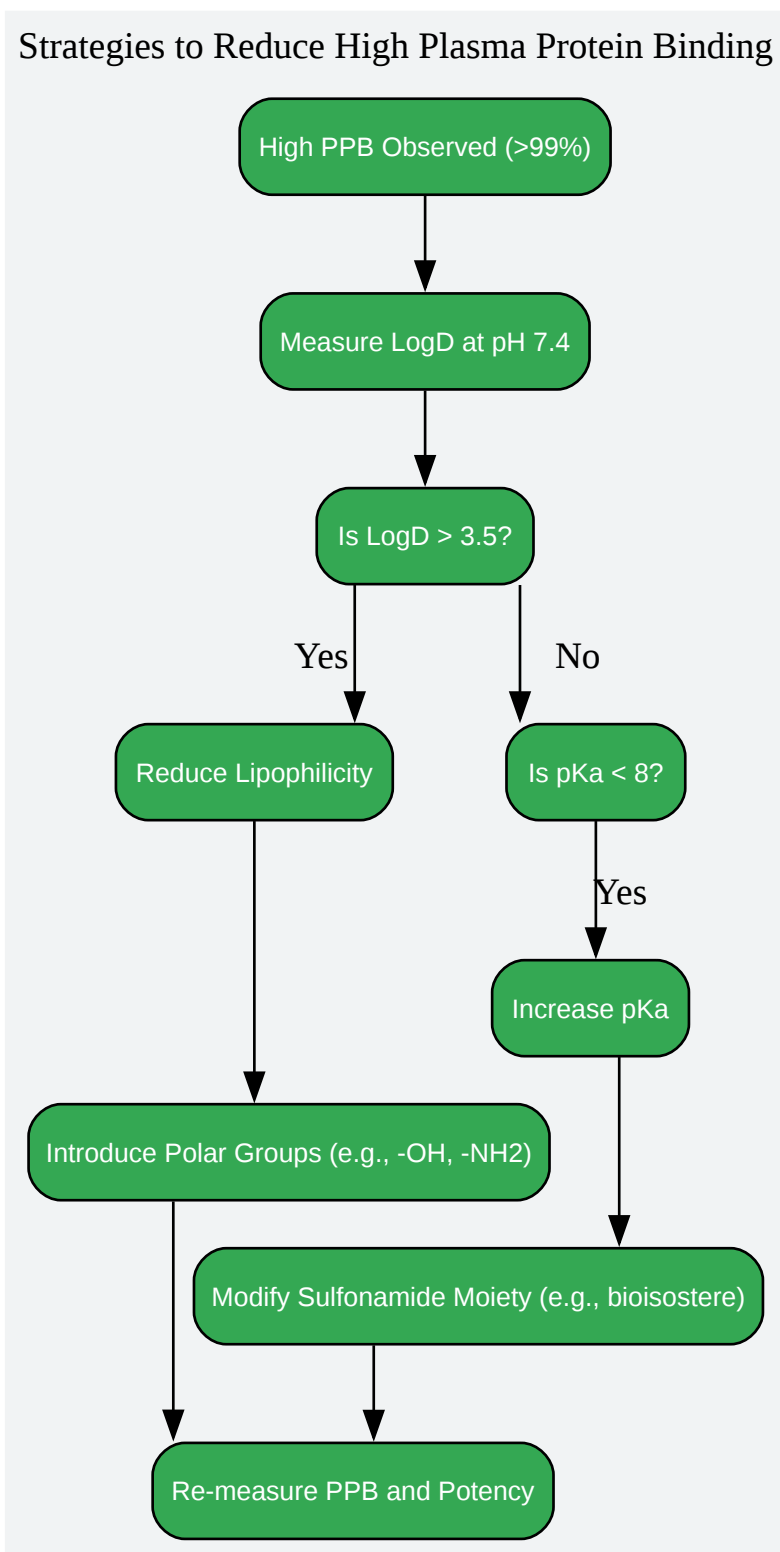 Strategies to Reduce High Plasma Protein Binding
High PPB Observed (>99%)
Measure LogD at pH 7.4
Is LogD > 3.5?
Yes
No
Reduce Lipophilicity
Is pKa < 8?
Yes
Increase pKa
Introduce Polar Groups (e.g., -OH, -NH2)
Modify Sulfonamide Moiety (e.g., bioisostere)
Re-measure PPB and Potency